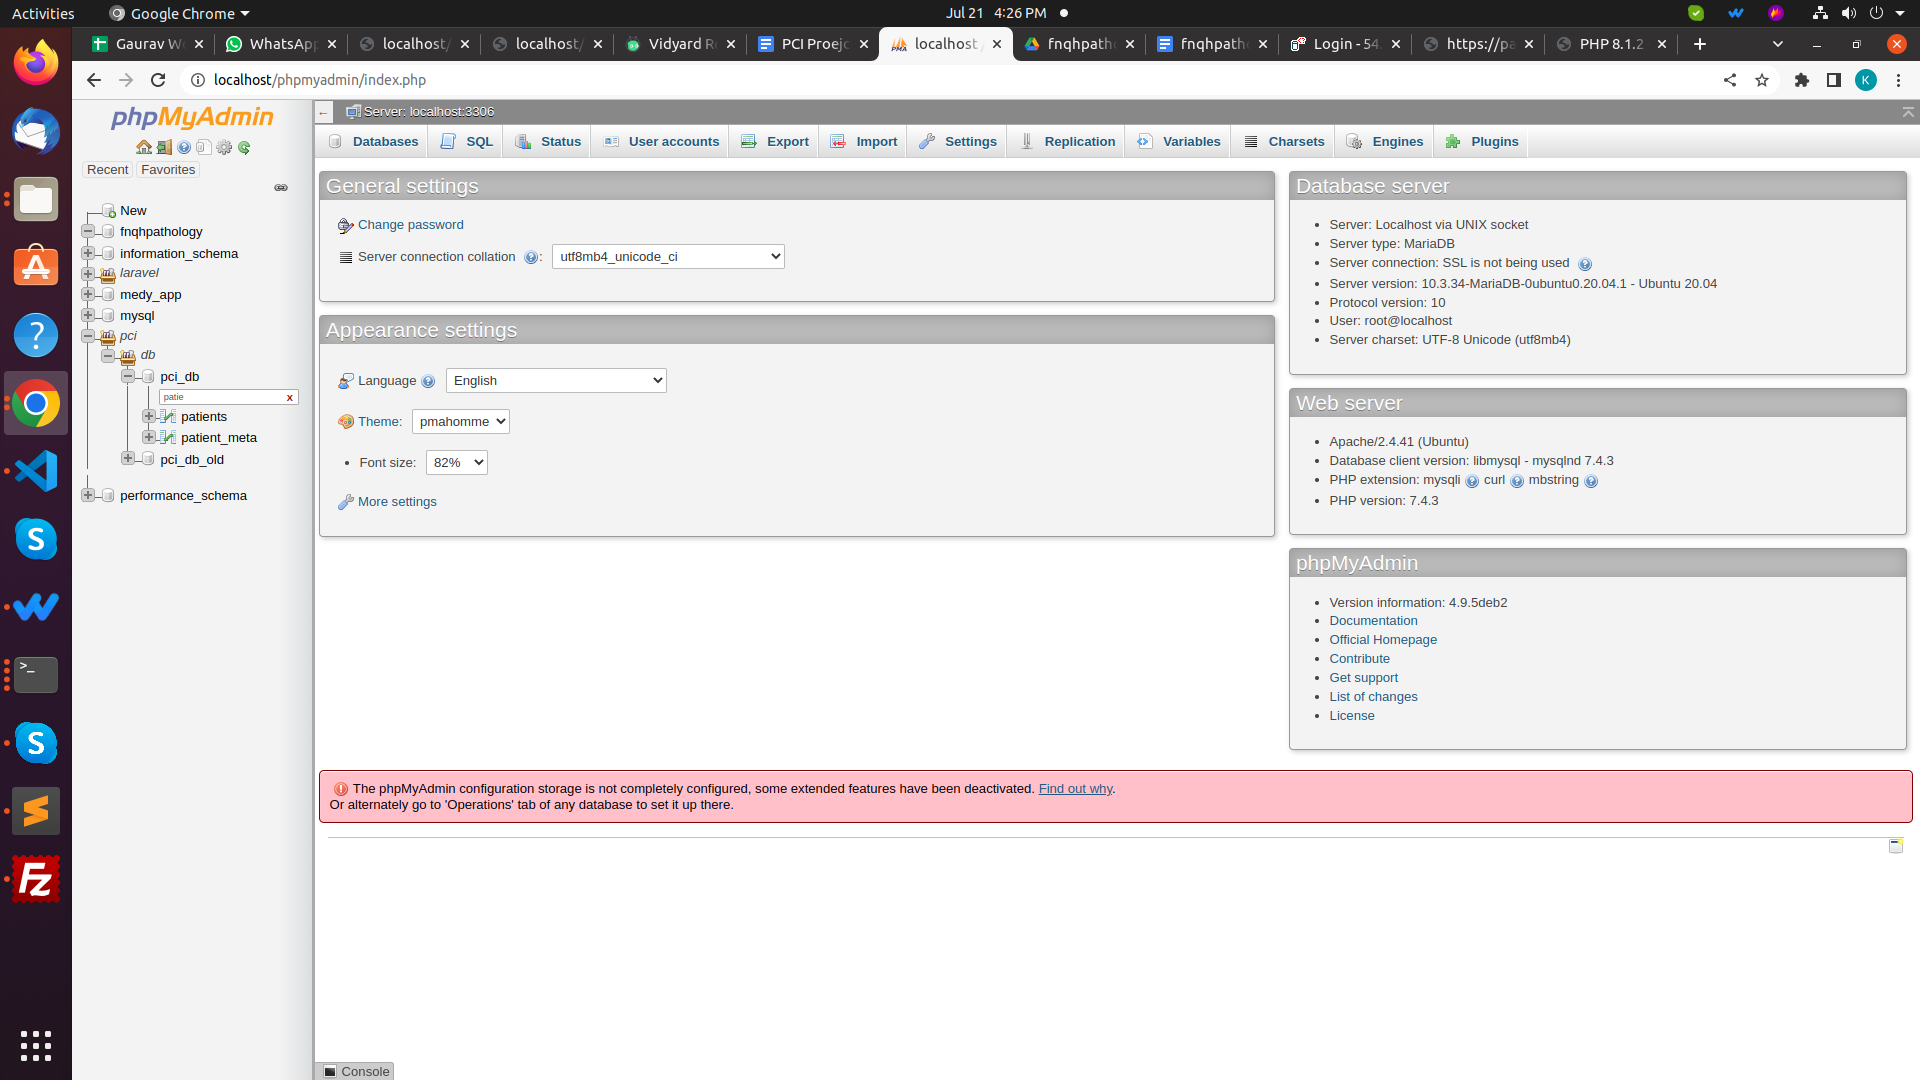 Activities
Google Chrome
Jul 21 4:26 PM
Gaurav Wo
WhatsApp
localhost/
localhost/
Vidyard Re
PCI Proejc
localhost/
fnqhpatho
fnqhpatho
Login - 54.
https://pa
PHP 8.1.2
localhost/phpmyadmin/index.php
K
phpMyAdmin
Recent
Favorites
New
fnqhpathology
information_schema
laravel
medy_app
mysql
pci
db
pci_db
patie
X
patients
patient_meta
pci_db_old
performance_schema
Server: localhost:3306
Databases
SQL
Status
User accounts
Export
Import
Settings
Replication
Variables
Charsets
Engines
Plugins
General settings
Change password
Server connection collation :
utf8mb4_unicode_ci
Appearance settings
Language
English
Theme:
pmahomme
Font size:
82%
More settings
Database server
Server: Localhost via UNIX socket
Server type: MariaDB
Server connection: SSL is not being used
Server version: 10.3.34-MariaDB-0ubuntu0.20.04.1 - Ubuntu 20.04
Protocol version: 10
User: root@localhost
Server charset: UTF-8 Unicode (utf8mb4)
Web server
Apache/2.4.41 (Ubuntu)
Database client version: libmysql - mysqlnd 7.4.3
PHP extension: mysqli curl mbstring
PHP version: 7.4.3
phpMyAdmin
Version information: 4.9.5deb2
Documentation
Official Homepage
Contribute
Get support
List of changes
License
The phpMyAdmin configuration storage is not completely configured, some extended features have been deactivated. Find out why.
Or alternately go to 'Operations' tab of any database to set it up there.
Console